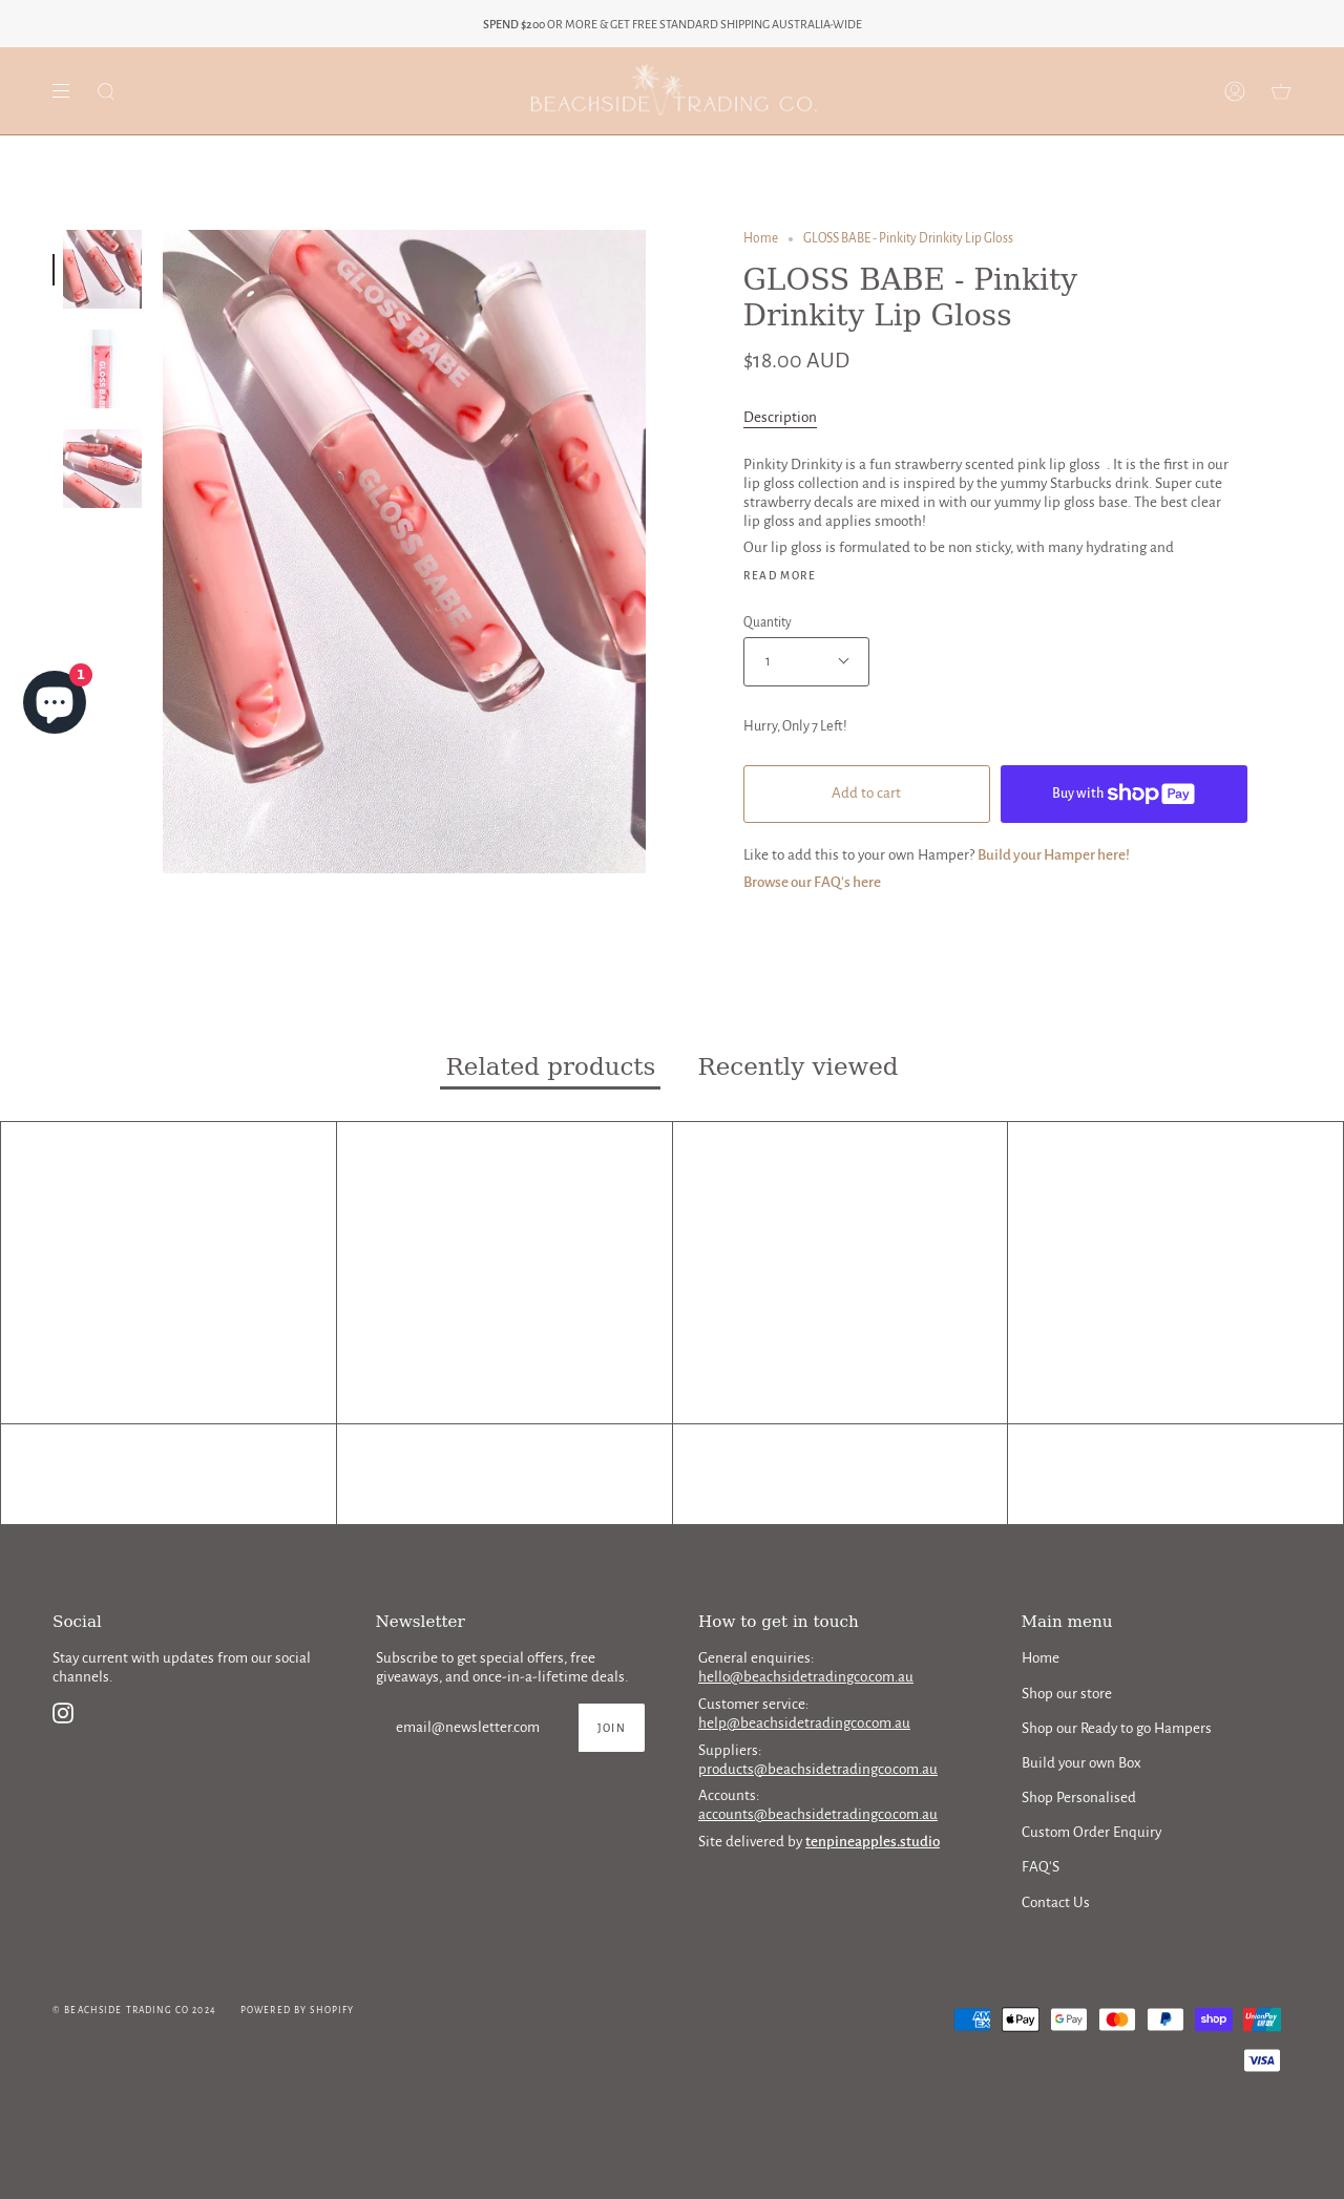 SPEND $200 OR MORE & GET FREE STANDARD SHIPPING AUSTRALIA-WIDE
BEACHSIDE TRADING CO.
Home • GLOSS BABE - Pinkity Drinkity Lip Gloss
GLOSS BABE - Pinkity
Drinkity Lip Gloss
$18.00 AUD
Description
Pinkity Drinkity is a fun strawberry scented pink lip gloss . It is the first in our
lip gloss collection and is inspired by the yummy Starbucks drink. Super cute
strawberry decals are mixed in with our yummy lip gloss base. The best clear
lip gloss and applies smooth!
Our lip gloss is formulated to be non sticky, with many hydrating and
READ MORE
Quantity
1
Hurry, Only 7 Left!
Add to cart
Buy with shop Pay
Like to add this to your own Hamper? Build your Hamper here!
Browse our FAQ's here
GLOSS BABE
GLOSS BABE
GLOSS BABE
1
Related products
Recently viewed
Social
Stay current with updates from our social
channels.
Newsletter
Subscribe to get special offers, free
giveaways, and once-in-a-lifetime deals.
email@newsletter.com
JOIN
How to get in touch
General enquiries:
hello@beachsidetradingco.com.au
Customer service:
help@beachsidetradingco.com.au
Suppliers:
products@beachsidetradingco.com.au
Accounts:
accounts@beachsidetradingco.com.au
Site delivered by tenpineapples.studio
Main menu
Home
Shop our store
Shop our Ready to go Hampers
Build your own Box
Shop Personalised
Custom Order Enquiry
FAQ'S
Contact Us
© BEACHSIDE TRADING CO 2024
POWERED BY SHOPIFY
AMEX
Pay
G Pay
shop
UnionPay
银联
VISA